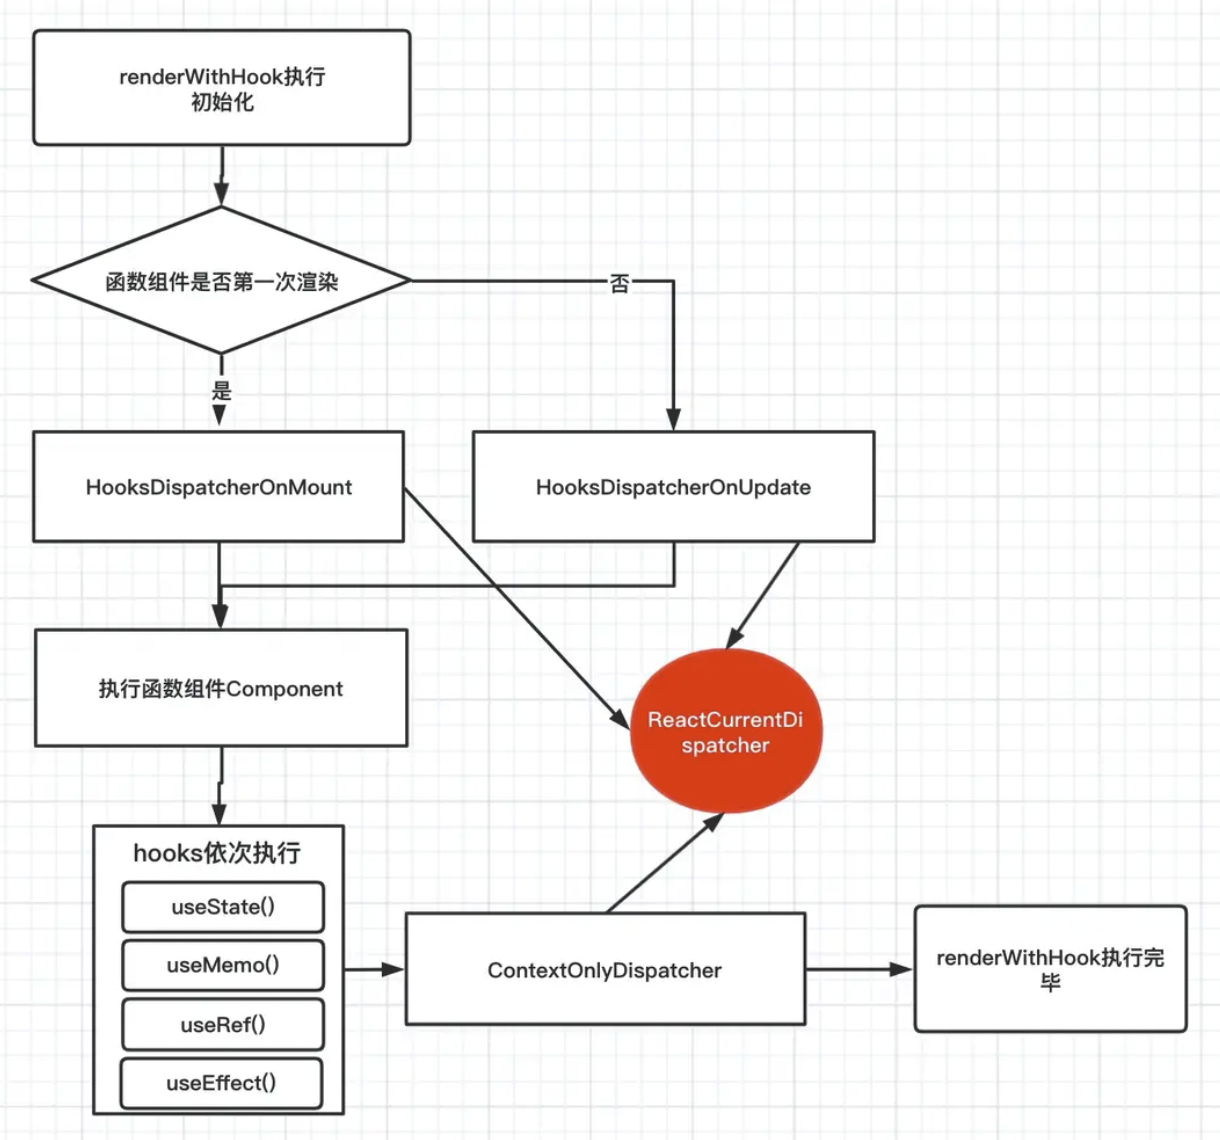 renderWithHook执行
初始化
函数组件是否第一次渲染
否
是
HooksDispatcherOnMount
HooksDispatcherOnUpdate
执行函数组件Component
ReactCurrentDi
spatcher
hooks依次执行
useState()
useMemo()
useRef()
useEffect()
ContextOnlyDispatcher
renderWithHook执行完
毕